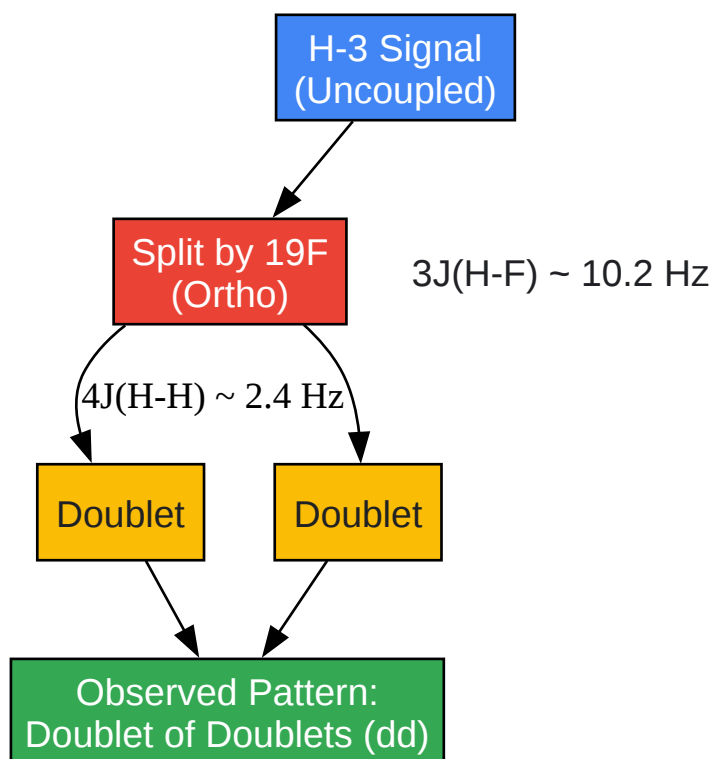 H-3 Signal
(Uncoupled)
Split by 19F
(Ortho)
3J(H-F) ~ 10.2 Hz
4J(H-H) ~ 2.4 Hz
Doublet
Doublet
Observed Pattern:
Doublet of Doublets (dd)